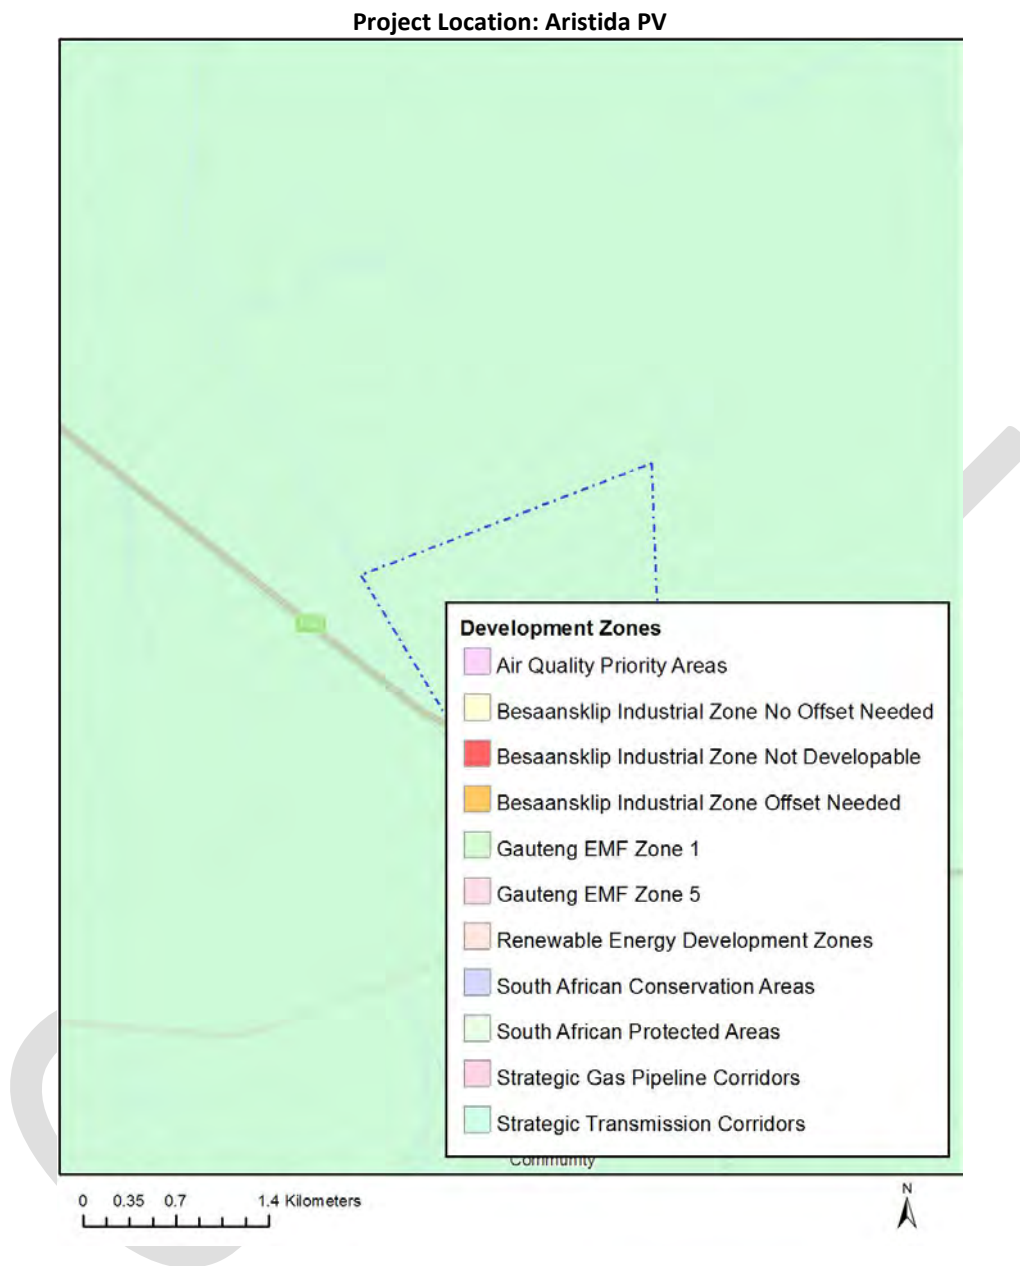 Project Location: Aristida PV
Development Zones
Air Quality Priority Areas
Besaansklip Industrial Zone No Offset Needed
Besaansklip Industrial Zone Not Developable
Besaansklip Industrial Zone Offset Needed
Gauteng EMF Zone 1
Gauteng EMF Zone 5
Renewable Energy Development Zones
South African Conservation Areas
South African Protected Areas
Strategic Gas Pipeline Corridors
Strategic Transmission Corridors
Community
0 0.35 0.7 1.4 Kilometers
N